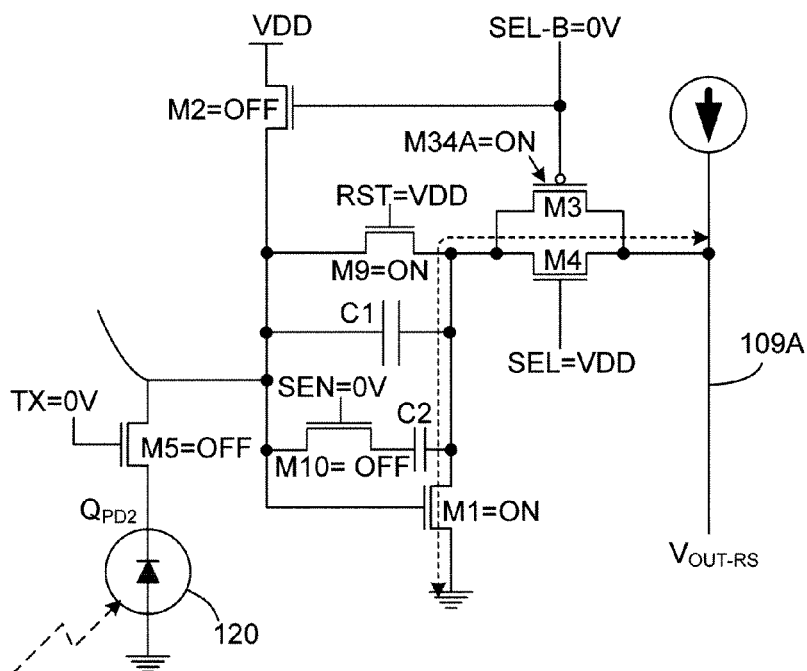 VDD
SEL-B=0V
M2=OFF
M34A=ON
RST=VDD
M3
M9=ON
M4
C1
109A
SEL=VDD
TX=0V
SEN=0V
C2
M5=OFF
M10= OFF
M1=ON
QPD2
VOUT-RS
120